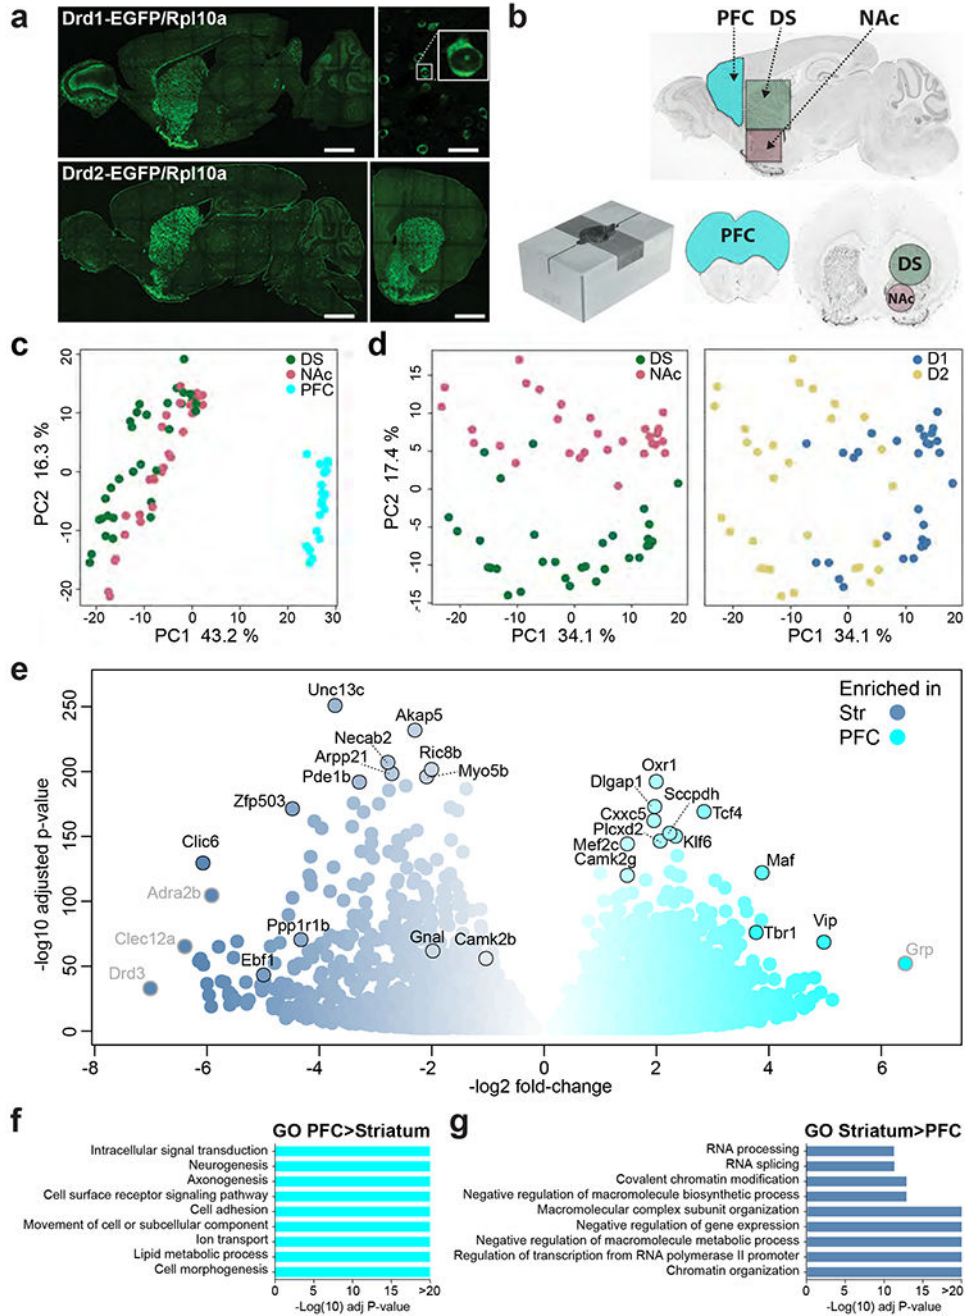 a
Drd1-EGFP/Rpl10a
Drd2-EGFP/Rpl10a
b
PFC DS NAc
PFC
DS
NAc
c
DS
NAc
PFC
20
10
0
-10
-20
PC2 16.3 %
-20 -10 0 10 20 30
PC1 43.2 %
d
DS
NAc
15
10
5
0
-5
-10
-15
PC2 17.4 %
-20 -10 0 10 20
PC1 34.1 %
D1
D2
-20 -10 0 10 20
PC1 34.1 %
e
Enriched in
Str
PFC
250
200
150
100
50
0
-log10 adjusted p-value
Unc13c
Akap5
Necab2
Arpp21
Pde1b
Ric8b
Myo5b
Zfp503
Clic6
Adra2b
Clec12a
Drd3
Ppp1r1b
Ebf1
Gnal
Camk2b
Oxr1
Dlgap1
Sccpdh
Cxxc5
Tcf4
Plcxd2
Klf6
Mef2c
Camk2g
Maf
Tbr1
Vip
Grp
-8 -6 -4 -2 0 2 4 6
-log2 fold-change
f
GO PFC>Striatum
Intracellular signal transduction
Neurogenesis
Axonogenesis
Cell surface receptor signaling pathway
Cell adhesion
Movement of cell or subcellular component
Ion transport
Lipid metabolic process
Cell morphogenesis
0 5 10 15 >20
-Log(10) adj P-value
g
GO Striatum>PFC
RNA processing
RNA splicing
Covalent chromatin modification
Negative regulation of macromolecule biosynthetic process
Macromolecular complex subunit organization
Negative regulation of gene expression
Negative regulation of macromolecule metabolic process
Regulation of transcription from RNA polymerase II promoter
Chromatin organization
0 5 10 15 >20
-Log(10) adj P-value